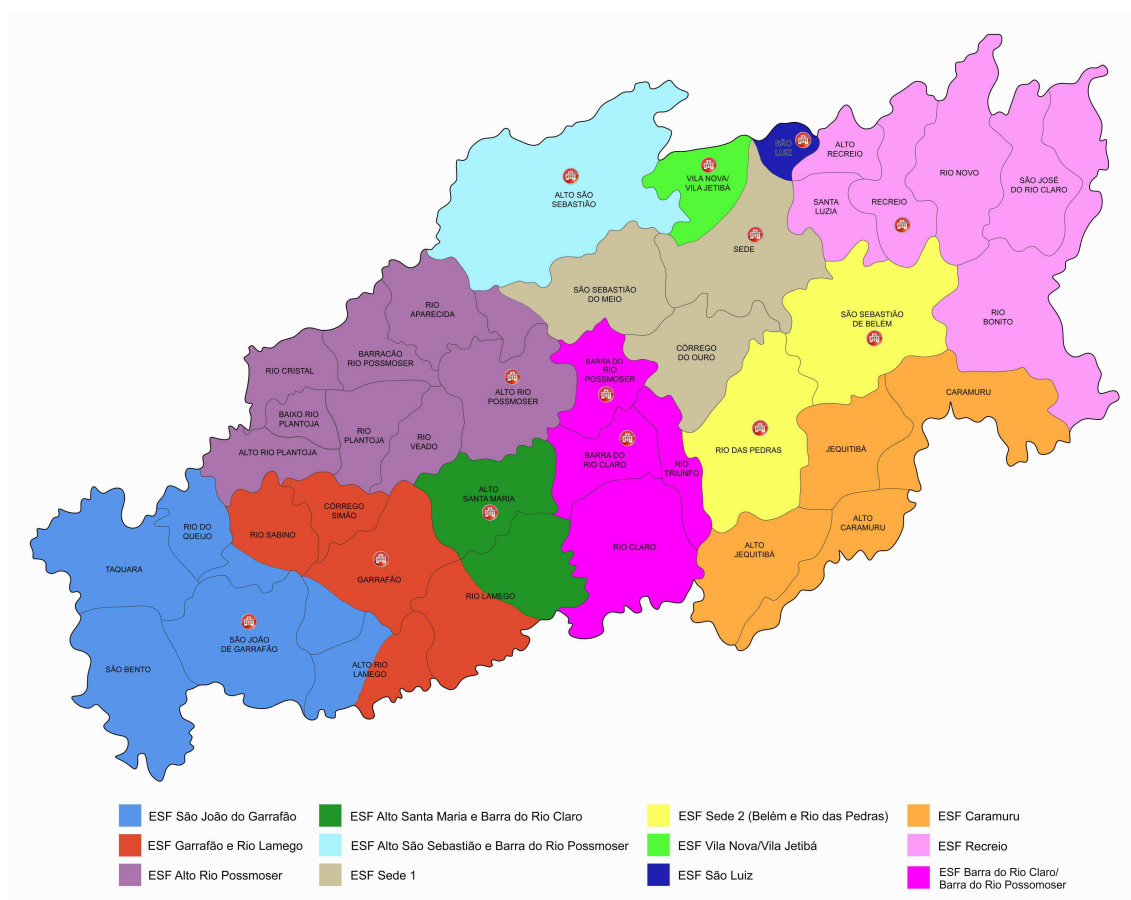 SÃO
LUIZ
ALTO
RECREIO
RIO NOVO
SÃO JOSÉ
DO RIO CLARO
VILA NOVA/
VILA JETIBÁ
ALTO SÃO
SEBASTIÃO
SANTA
LUZIA
RECREIO
SEDE
SÃO SEBASTIÃO
DO MEIO
RIO
APARECIDA
SÃO SEBASTIÃO
DE BELÉM
RIO
BONITO
CÓRREGO
DO OURO
BARRACÃO
RIO POSSMOSER
RIO CRISTAL
BARRA DO
RIO
POSSMOSER
ALTO RIO
POSSMOSER
CARAMURU
BAIXO RIO
PLANTOJA
RIO
PLANTOJA
RIO
VEADO
ALTO RIO PLANTOJA
BARRA DO
RIO CLARO
RIO
TRIUNFO
RIO DAS PEDRAS
JEQUITIBÁ
ALTO
SANTA MARIA
CÓRREGO
SIMÃO
RIO DO
QUEIJO
RIO SABINO
ALTO
CARAMURU
RIO CLARO
ALTO
JEQUITIBÁ
TAQUARA
GARRAFÃO
RIO LAMEGO
SÃO JOÃO
DE GARRAFÃO
SÃO BENTO
ALTO RIO
LAMEGO
ESF São João do Garrafão
ESF Garrafão e Rio Lamego
ESF Alto Rio Possmoser
ESF Alto Santa Maria e Barra do Rio Claro
ESF Alto São Sebastião e Barra do Rio Possmoser
ESF Sede 1
ESF Sede 2 (Belém e Rio das Pedras)
ESF Vila Nova/Vila Jetibá
ESF São Luiz
ESF Caramuru
ESF Recreio
ESF Barra do Rio Claro/
Barra do Rio Possomoser